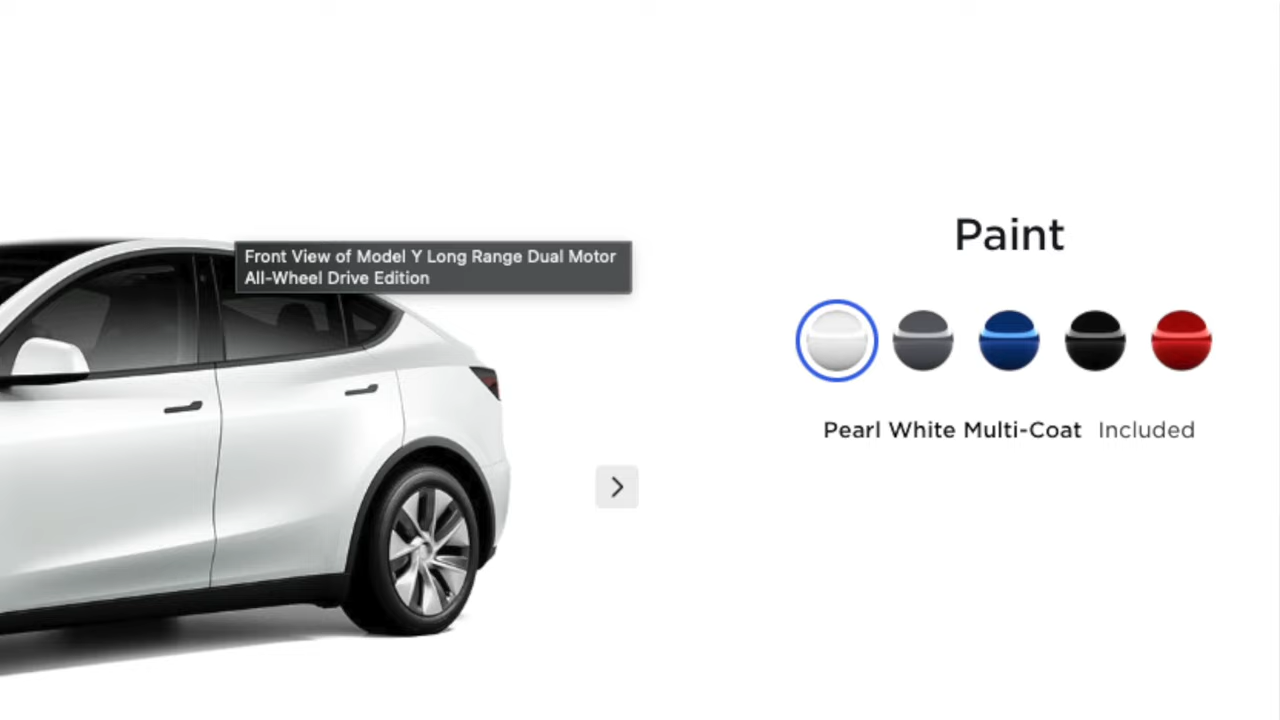 Front View of Model Y Long Range Dual Motor
All-Wheel Drive Edition
Paint
Pearl White Multi-Coat Included